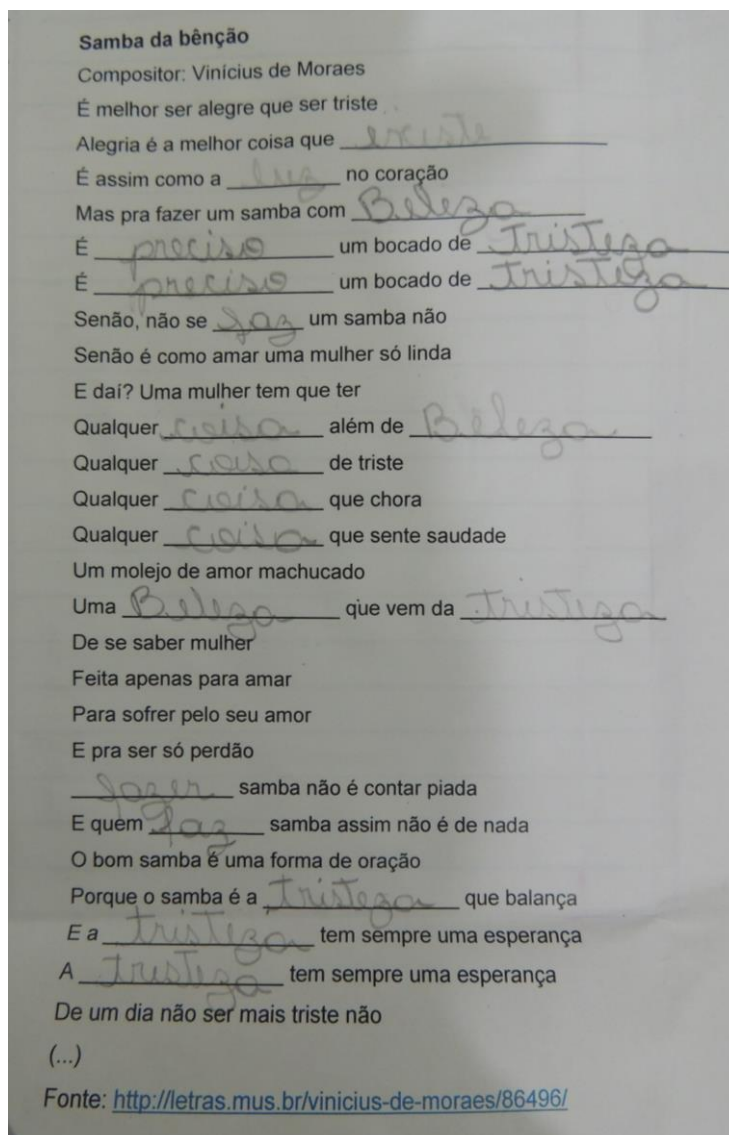 Samba da bênção
Compositor: Vinícius de Moraes
É melhor ser alegre que ser triste
Alegria é a melhor coisa que existe
É assim como a luz no coração
Mas pra fazer um samba com Beleza
É preciso um bocado de Tristeza
É preciso um bocado de Tristeza
Senão, não se faz um samba não
Senão é como amar uma mulher só linda
E daí? Uma mulher tem que ter
Qualquer coisa além de Beleza
Qualquer coiso de triste
Qualquer coisa que chora
Qualquer coisa que sente saudade
Um molejo de amor machucado
Uma Beleza que vem da tristeza
De se saber mulher
Feita apenas para amar
Para sofrer pelo seu amor
E pra ser só perdão
fazer samba não é contar piada
E quem faz samba assim não é de nada
O bom samba é uma forma de oração
Porque o samba é a tristeza que balança
E a tristeza tem sempre uma esperança
A tristeza tem sempre uma esperança
De um dia não ser mais triste não
(...)
Fonte: http://letras.mus.br/vinicius-de-moraes/86496/